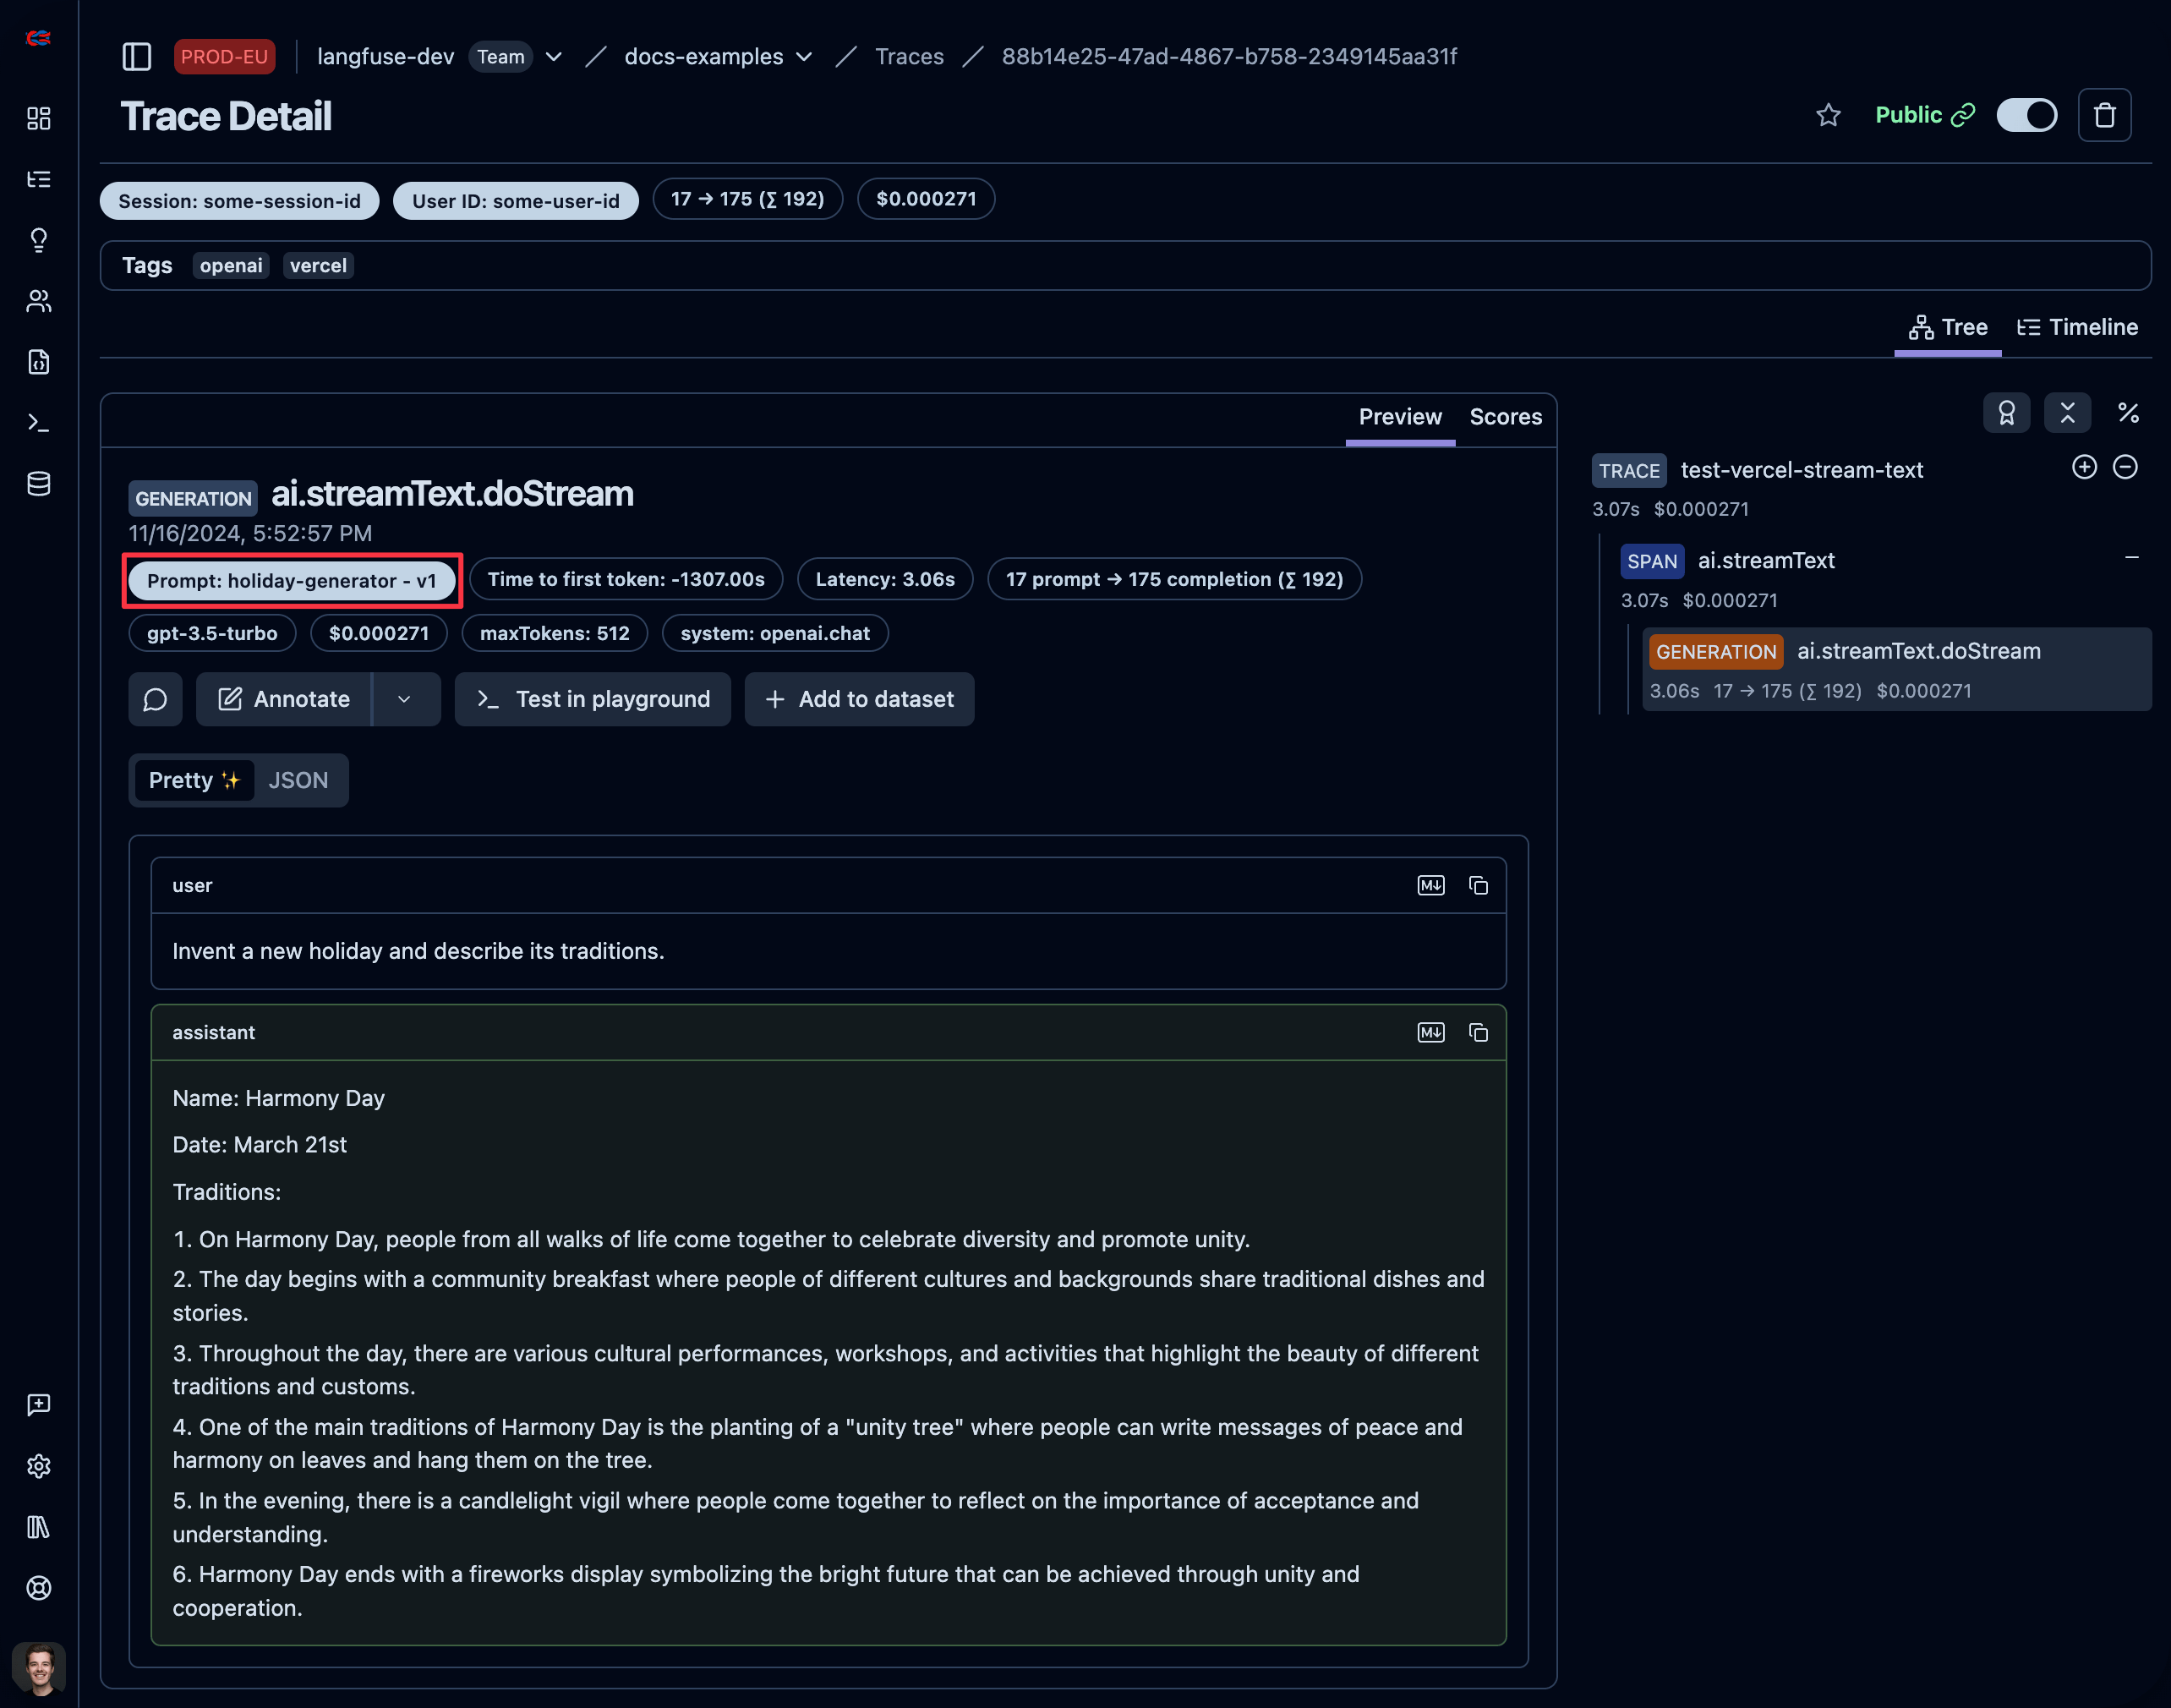 PROD-EU langfuse-dev Team / docs-examples / Traces / 88b14e25-47ad-4867-b758-2349145aa31f
Trace Detail
Public
Session: some-session-id User ID: some-user-id 17 → 175 (∑ 192) $0.000271
Tags openai vercel
Tree Timeline
Preview Scores
GENERATION ai.streamText.doStream
11/16/2024, 5:52:57 PM
Prompt: holiday-generator - v1 Time to first token: -1307.00s Latency: 3.06s 17 prompt → 175 completion (∑ 192)
gpt-3.5-turbo $0.000271 maxTokens: 512 system: openai.chat
Annotate Test in playground Add to dataset
Pretty ✨ JSON
user
Invent a new holiday and describe its traditions.
assistant
Name: Harmony Day
Date: March 21st
Traditions:
1. On Harmony Day, people from all walks of life come together to celebrate diversity and promote unity.
2. The day begins with a community breakfast where people of different cultures and backgrounds share traditional dishes and
stories.
3. Throughout the day, there are various cultural performances, workshops, and activities that highlight the beauty of different
traditions and customs.
4. One of the main traditions of Harmony Day is the planting of a "unity tree" where people can write messages of peace and
harmony on leaves and hang them on the tree.
5. In the evening, there is a candlelight vigil where people come together to reflect on the importance of acceptance and
understanding.
6. Harmony Day ends with a fireworks display symbolizing the bright future that can be achieved through unity and
cooperation.
TRACE test-vercel-stream-text
3.07s $0.000271
SPAN ai.streamText
3.07s $0.000271
GENERATION ai.streamText.doStream
3.06s 17 → 175 (∑ 192) $0.000271